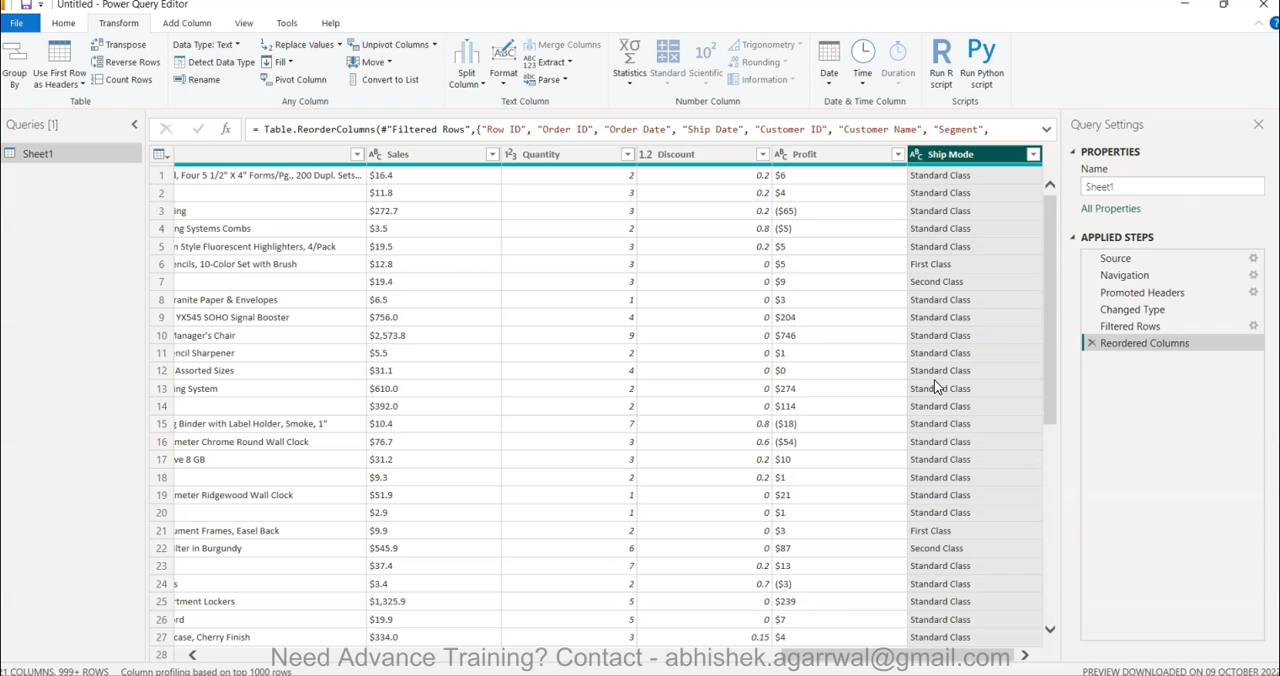 Untitled - Power Query Editor
File Home Transform Add Column View Tools Help
Transpose Data Type: Text Replace Values Unpivot Columns Merge Columns Trigonometry
Reverse Rows Detect Data Type Fill Move Extract Rounding
Count Rows Rename Pivot Column Convert to List Parse Information
Group By Use First Row as Headers Split Column Format Statistics Standard Scientific Date Time Duration Run R script Run Python script
Table Any Column Text Column Number Column Date & Time Column Scripts
Queries [1] = Table.ReorderColumns(#"Filtered Rows",{"Row ID", "Order ID", "Order Date", "Ship Date", "Customer ID", "Customer Name", "Segment", Query Settings
Sheet1
Sales Quantity Discount Profit Ship Mode
1 l, Four 5 1/2" X 4" Forms/Pg., 200 Dupl. Sets... $16.4 2 0.2 $6 Standard Class
2 $11.8 3 0.2 $4 Standard Class
3 ing $272.7 3 0.2 ($65) Standard Class
4 ng Systems Combs $3.5 2 0.8 ($5) Standard Class
5 n Style Fluorescent Highlighters, 4/Pack $19.5 3 0.2 $5 Standard Class
6 encils, 10-Color Set with Brush $12.8 3 0 $5 First Class
7 $19.4 3 0 $9 Second Class
8 ranite Paper & Envelopes $6.5 1 0 $3 Standard Class
9 YX545 SOHO Signal Booster $756.0 4 0 $204 Standard Class
10 Manager's Chair $2,573.8 9 0 $746 Standard Class
11 encil Sharpener $5.5 2 0 $1 Standard Class
12 Assorted Sizes $31.1 4 0 $0 Standard Class
13 ing System $610.0 2 0 $274 Standard Class
14 $392.0 2 0 $114 Standard Class
15 g Binder with Label Holder, Smoke, 1" $10.4 7 0.8 ($18) Standard Class
16 meter Chrome Round Wall Clock $76.7 3 0.6 ($54) Standard Class
17 ve 8 GB $31.2 3 0.2 $10 Standard Class
18 $9.3 2 0.2 $1 Standard Class
19 meter Ridgewood Wall Clock $51.9 1 0 $21 Standard Class
20 $2.9 1 0 $1 Standard Class
21 ument Frames, Easel Back $9.9 2 0 $3 First Class
22 lter in Burgundy $545.9 6 0 $87 Second Class
23 $37.4 7 0.2 $13 Standard Class
24 s $3.4 2 0.7 ($3) Standard Class
25 rtment Lockers $1,325.9 5 0 $239 Standard Class
26 ord $19.9 5 0 $7 Standard Class
27 case, Cherry Finish $334.0 3 0.15 $4 Standard Class
28
PROPERTIES
Name
Sheet1
All Properties
APPLIED STEPS
Source
Navigation
Promoted Headers
Changed Type
Filtered Rows
Reordered Columns
Need Advance Training? Contact - abhishek.agarrwal@gmail.com
21 COLUMNS, 999+ ROWS Column profiling based on top 1000 rows PREVIEW DOWNLOADED ON 09 OCTOBER 2022